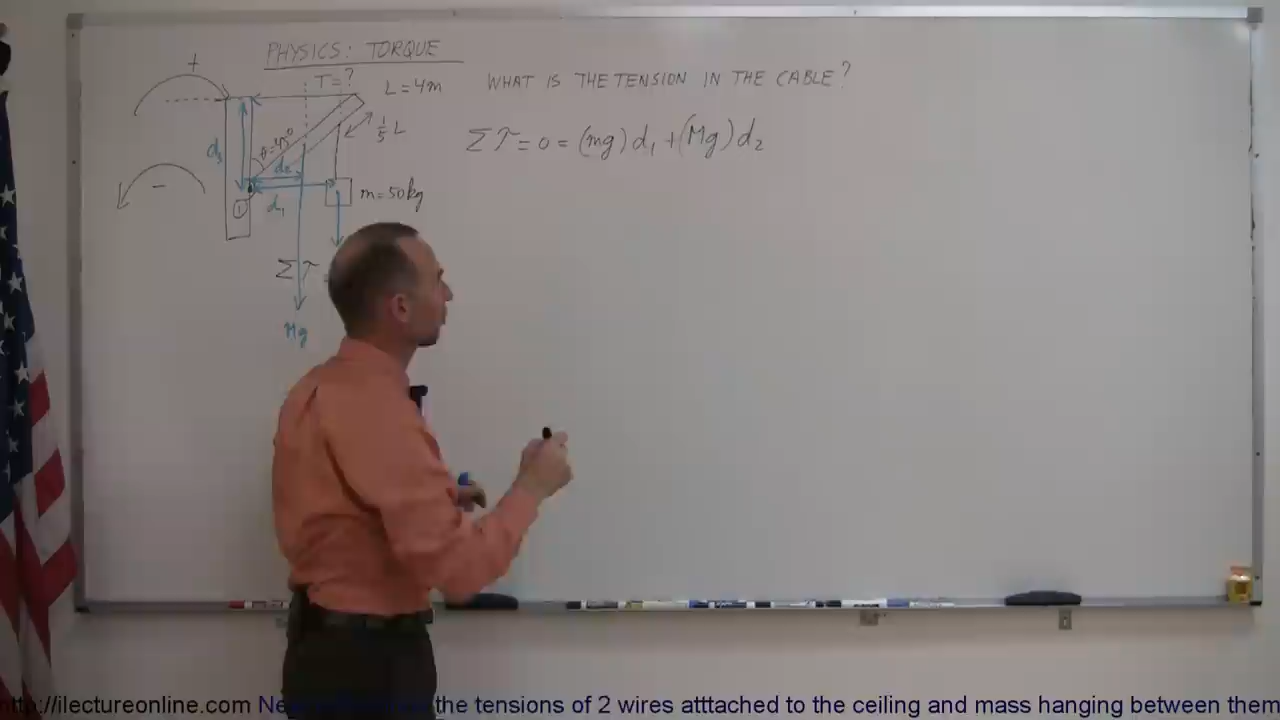 PHYSICS: TORQUE
+
T=?
L=4m
WHAT IS THE TENSION IN THE CABLE?
1/5 L
Στ=0=(mg)d₁+(Mg)d₂
d₃
d₂
-
①
d₁
m=50kg
Στ
Mg
http://ilectureonline.com
the tensions of 2 wires atttached to the ceiling and mass hanging between them